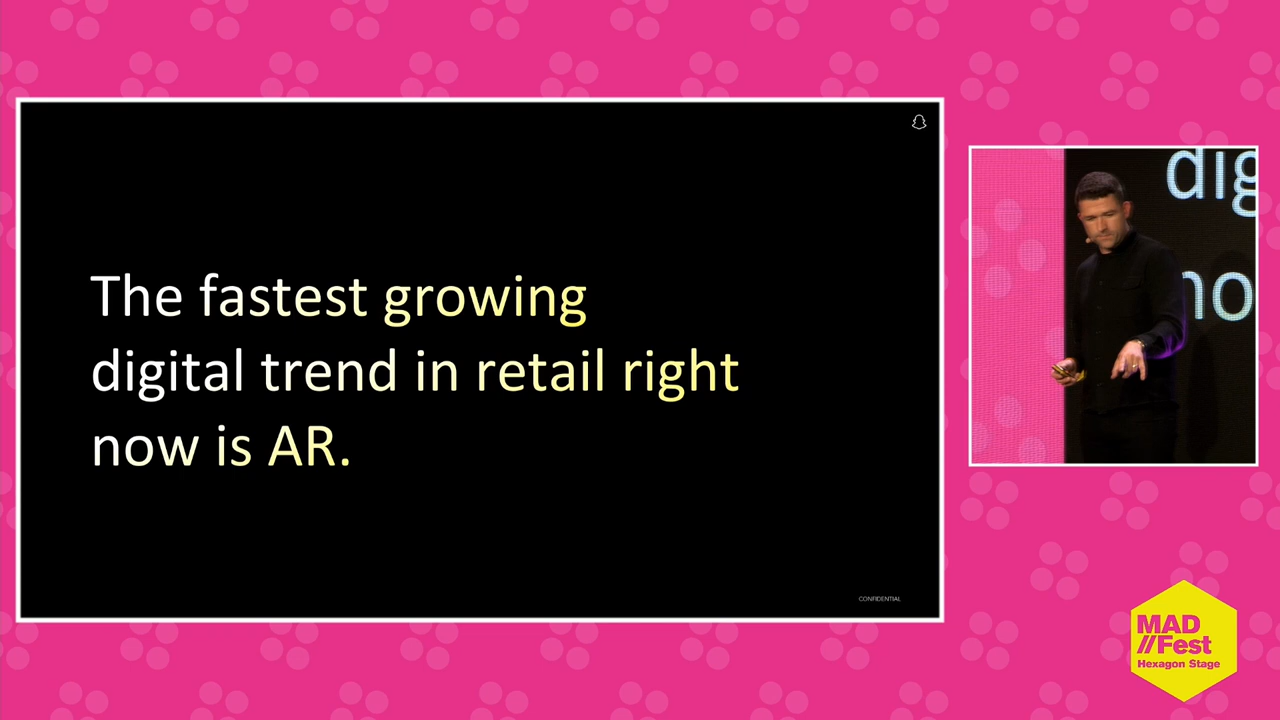 The fastest growing
digital trend in retail right
now is AR.
CONFIDENTIAL
dig
no
MAD
//Fest
Hexagon Stage